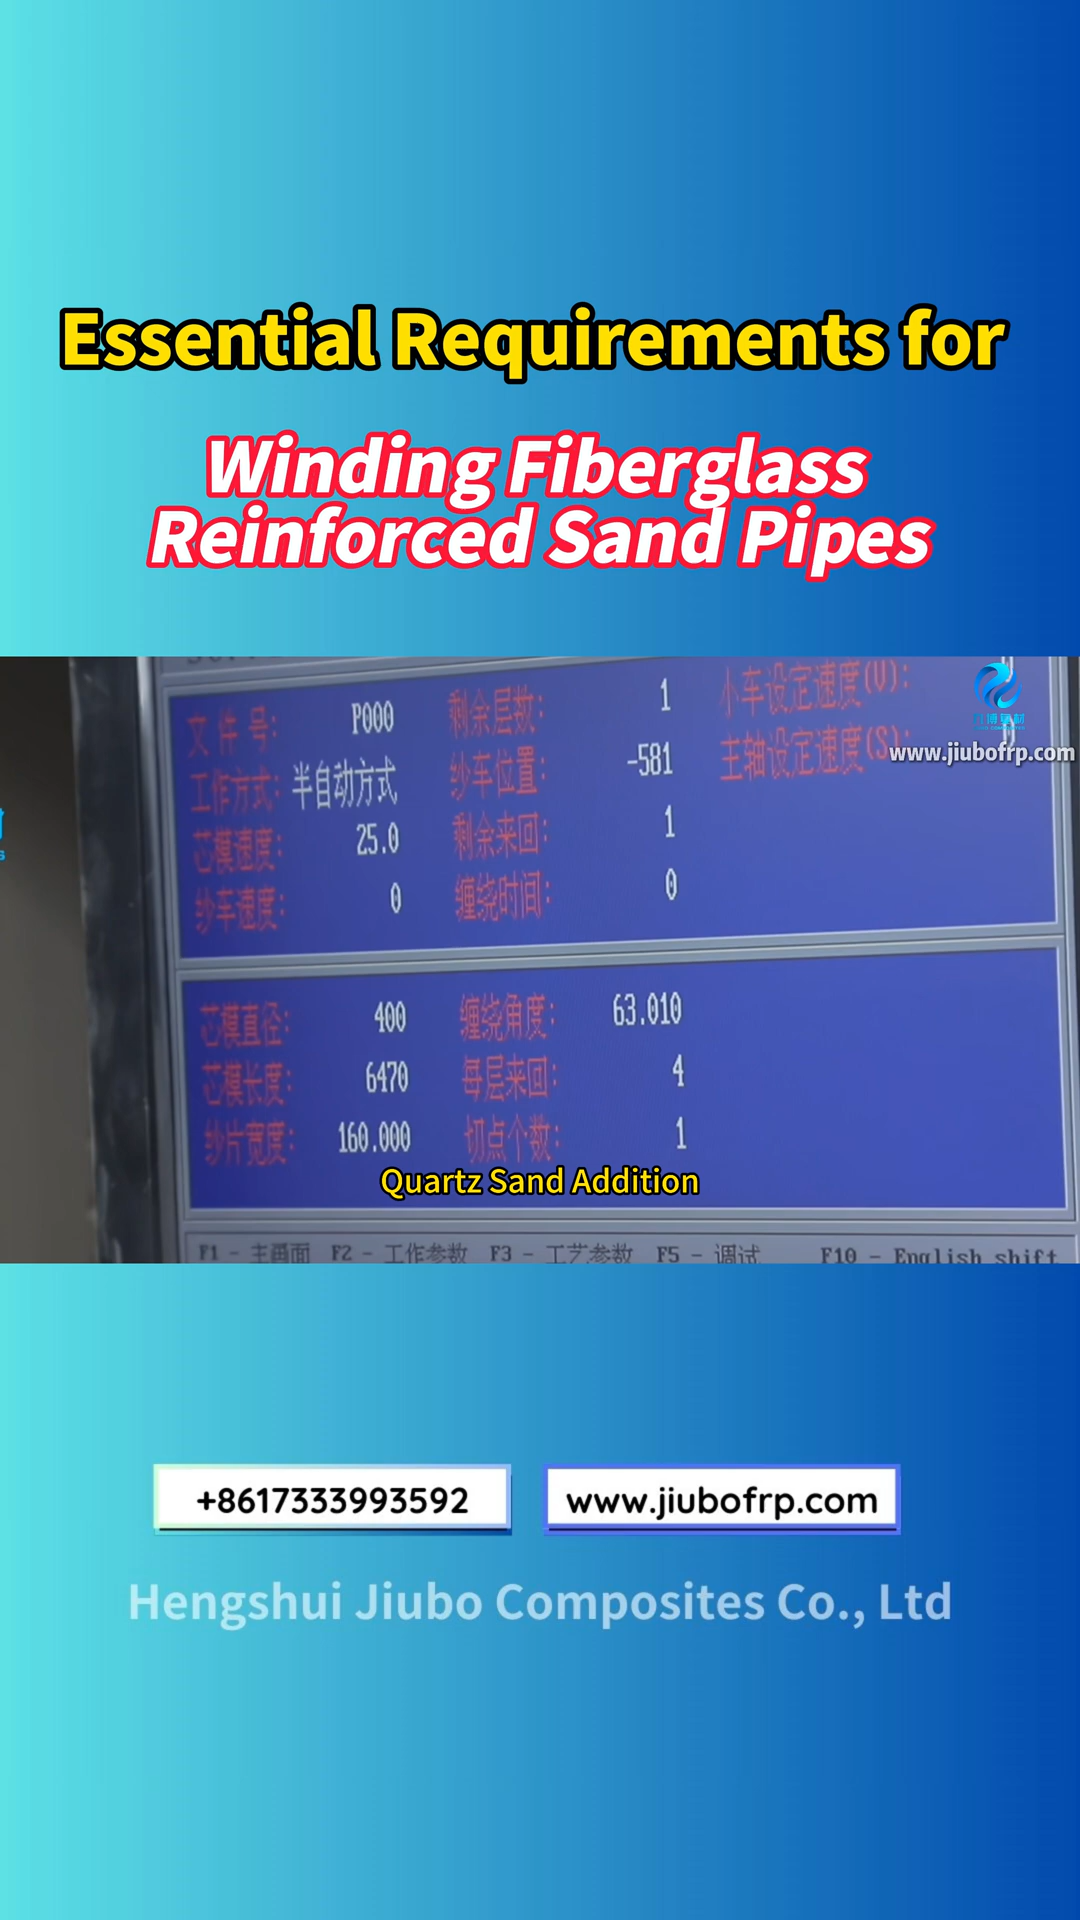 Essential Requirements for
Winding Fiberglass
Reinforced Sand Pipes
文件号: P000 剩余层数: 1 小车设定速度(U):
工作方式: 半自动方式 纱车位置: -581 主轴设定速度(S):
www.jiubofrp.com
芯模速度: 25.0 剩余来回: 1
纱车速度: 0 缠绕时间: 0
芯模直径: 400 缠绕角度: 63.010
芯模长度: 6470 每层来回: 4
纱片宽度: 160.000 切点个数: 1
Quartz Sand Addition
F1 - 主画面 F2 - 工作参数 F3 - 工艺参数 F5 - 调试 F10 - English shift
+8617333993592
www.jiubofrp.com
Hengshui Jiubo Composites Co., Ltd